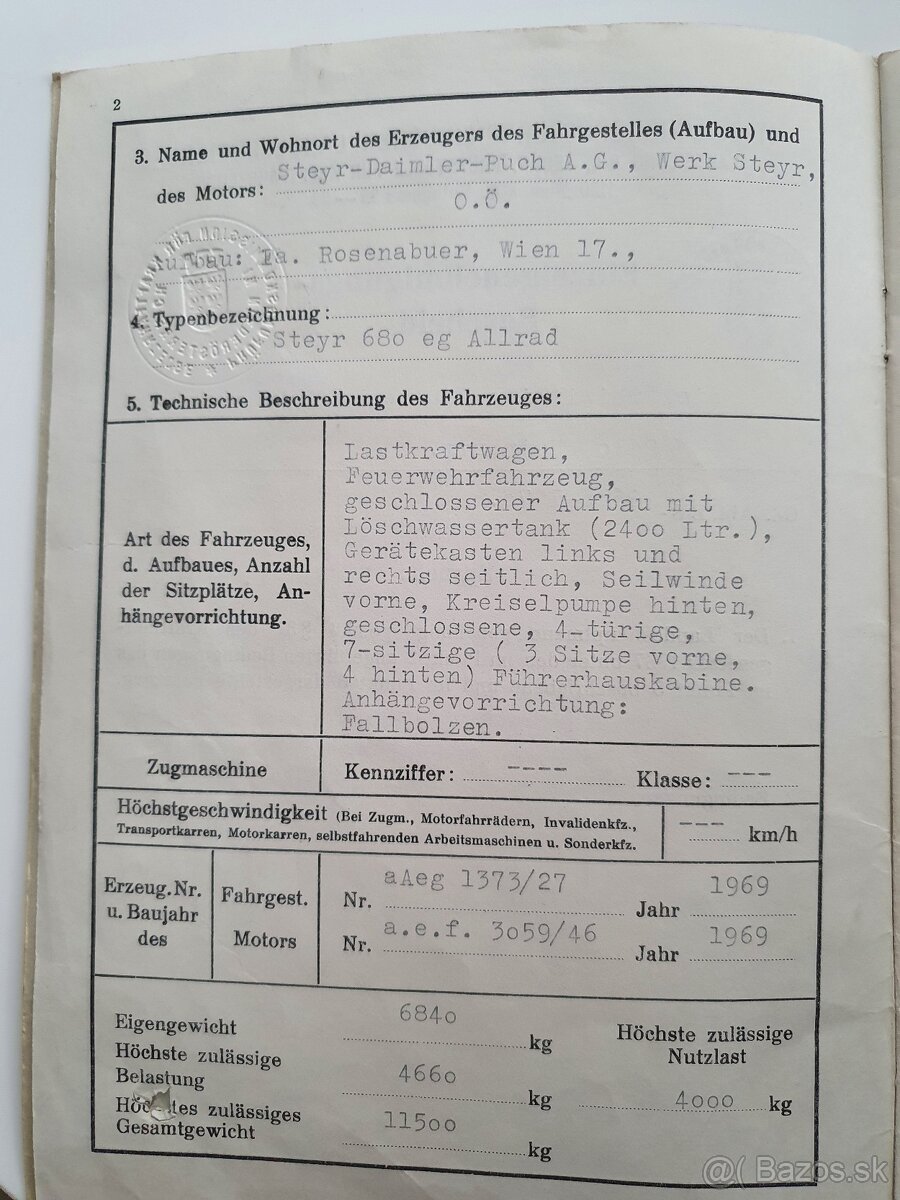 2
3. Name und Wohnort des Erzeugers des Fahrgestelles (Aufbau) und
des Motors: Steyr-Daimler-Puch A.G., Werk Steyr,
O.Ö.
Aufbau: Fa. Rosenabuer, Wien 17.,
4. Typenbezeichnung:
Steyr 680 eg Allrad
5. Technische Beschreibung des Fahrzeuges:
Art des Fahrzeuges,
d. Aufbaues, Anzahl
der Sitzplätze, An-
hängevorrichtung.
Lastkraftwagen,
Feuerwehrfahrzeug,
geschlossener Aufbau mit
Löschwassertank (2400 Ltr.),
Gerätekasten links und
rechts seitlich, Seilwinde
vorne, Kreiselpumpe hinten,
geschlossene, 4-türige,
7-sitzige ( 3 Sitze vorne,
4 hinten) Führerhauskabine.
Anhängevorrichtung:
Fallbolzen.
Zugmaschine Kennziffer: ---- Klasse: ---
Höchstgeschwindigkeit (Bei Zugm., Motorfahrrädern, Invalidenkfz.,
Transportkarren, Motorkarren, selbstfahrenden Arbeitsmaschinen u. Sonderkfz. --- km/h
Erzeug.Nr.
u. Baujahr
des
Fahrgest. Nr. aAeg 1373/27 Jahr 1969
Motors Nr. a.e.f. 3059/46 Jahr 1969
Eigengewicht 6840 kg
Höchste zulässige
Belastung 4660 kg
Höchstes zulässiges
Gesamtgewicht 11500 kg
Höchste zulässige
Nutzlast
4000 kg
@( Bazos.sk